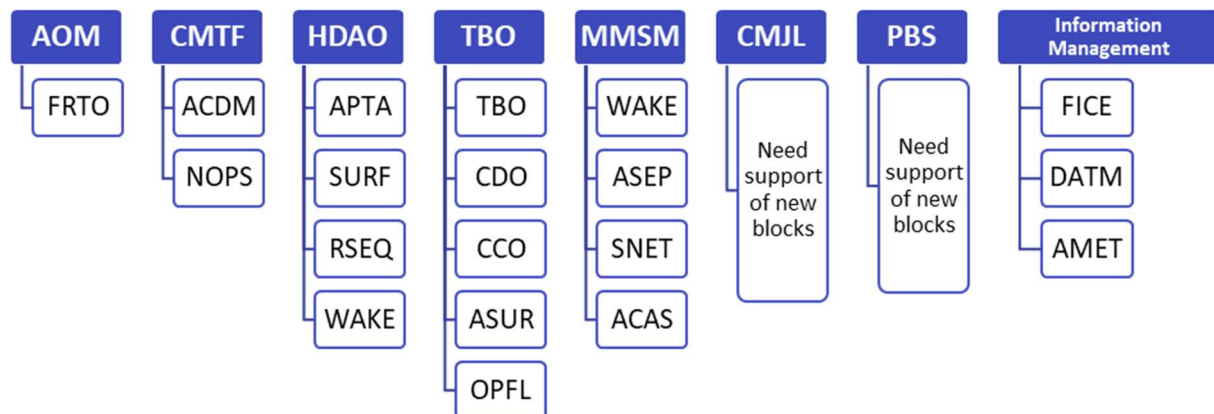 AOM
FRTO
CMTF
ACDM
NOPS
HDAO
APTA
SURF
RSEQ
WAKE
TBO
TBO
CDO
CCO
ASUR
OPFL
MMSM
WAKE
ASEP
SNET
ACAS
CMJL
Need
support
of new
blocks
PBS
Need
support
of new
blocks
Information
Management
FICE
DATM
AMET